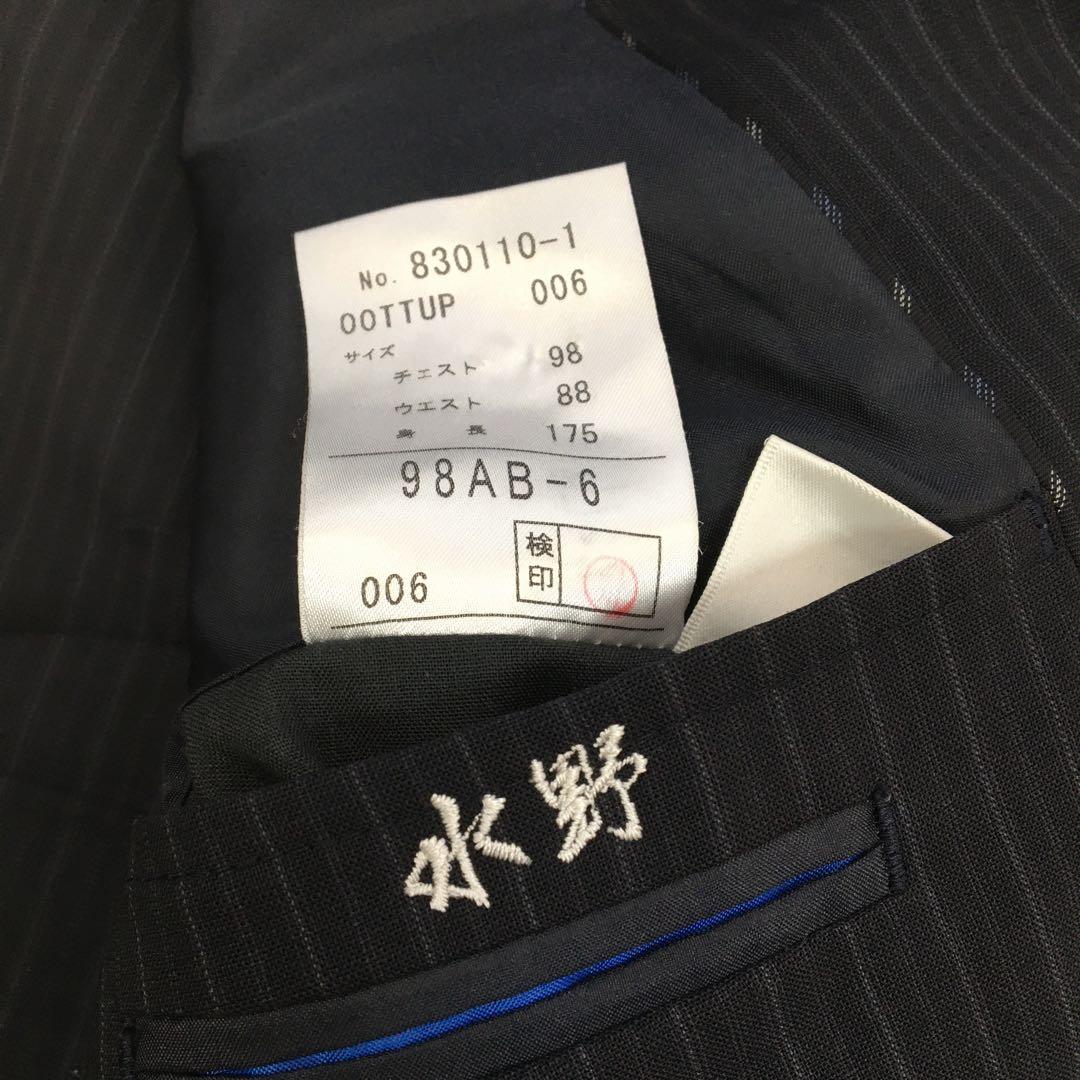 No. 830110-1
OOTTUP 006
サイズ
チェスト 98
ウエスト 88
身長 175
98AB-6
検印
006
水野